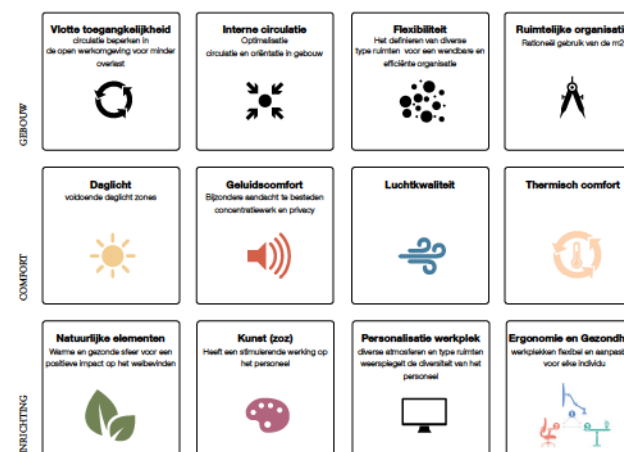 GEBOUW
Vlotte toegangkelijkheid
circulatie beperken in
de open werkomgeving voor minder
overlast
Interne circulatie
Optimalisatie
circulatie en oriëntatie in gebouw
Flexibiliteit
Het definieren van diverse
type ruimten voor een wendbare en
efficiënte organisatie
Ruimtelijke organisati
Rationeel gebruik van de m2
COMFORT
Daglicht
voldoende daglicht zones
Geluidscomfort
Bijzondere aandacht te besteden
concentratiewerk en privacy
Luchtkwaliteit
Thermisch comfort
INRICHTING
Natuurlijke elementen
Warme en gezonde sfeer voor een
positieve impact op het welbevinden
Kunst (zoz)
Heeft een stimulerende werking op
het personeel
Personalisatie werkplek
diverse atmosferen en type ruimten
weerspiegelt de diversiteit van het
personeel
Ergonomie en Gezondh
werkplekken flexibel en aanpast
voor elke individu